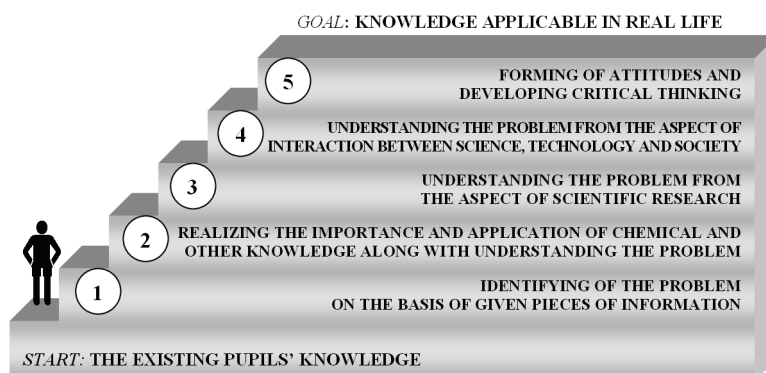 GOAL: KNOWLEDGE APPLICABLE IN REAL LIFE
5
FORMING OF ATTITUDES AND
DEVELOPING CRITICAL THINKING
4
UNDERSTANDING THE PROBLEM FROM THE ASPECT OF
INTERACTION BETWEEN SCIENCE, TECHNOLOGY AND SOCIETY
3
UNDERSTANDING THE PROBLEM FROM
THE ASPECT OF SCIENTIFIC RESEARCH
2
REALIZING THE IMPORTANCE AND APPLICATION OF CHEMICAL AND
OTHER KNOWLEDGE ALONG WITH UNDERSTANDING THE PROBLEM
1
IDENTIFYING OF THE PROBLEM
ON THE BASIS OF GIVEN PIECES OF INFORMATION
START: THE EXISTING PUPILS' KNOWLEDGE